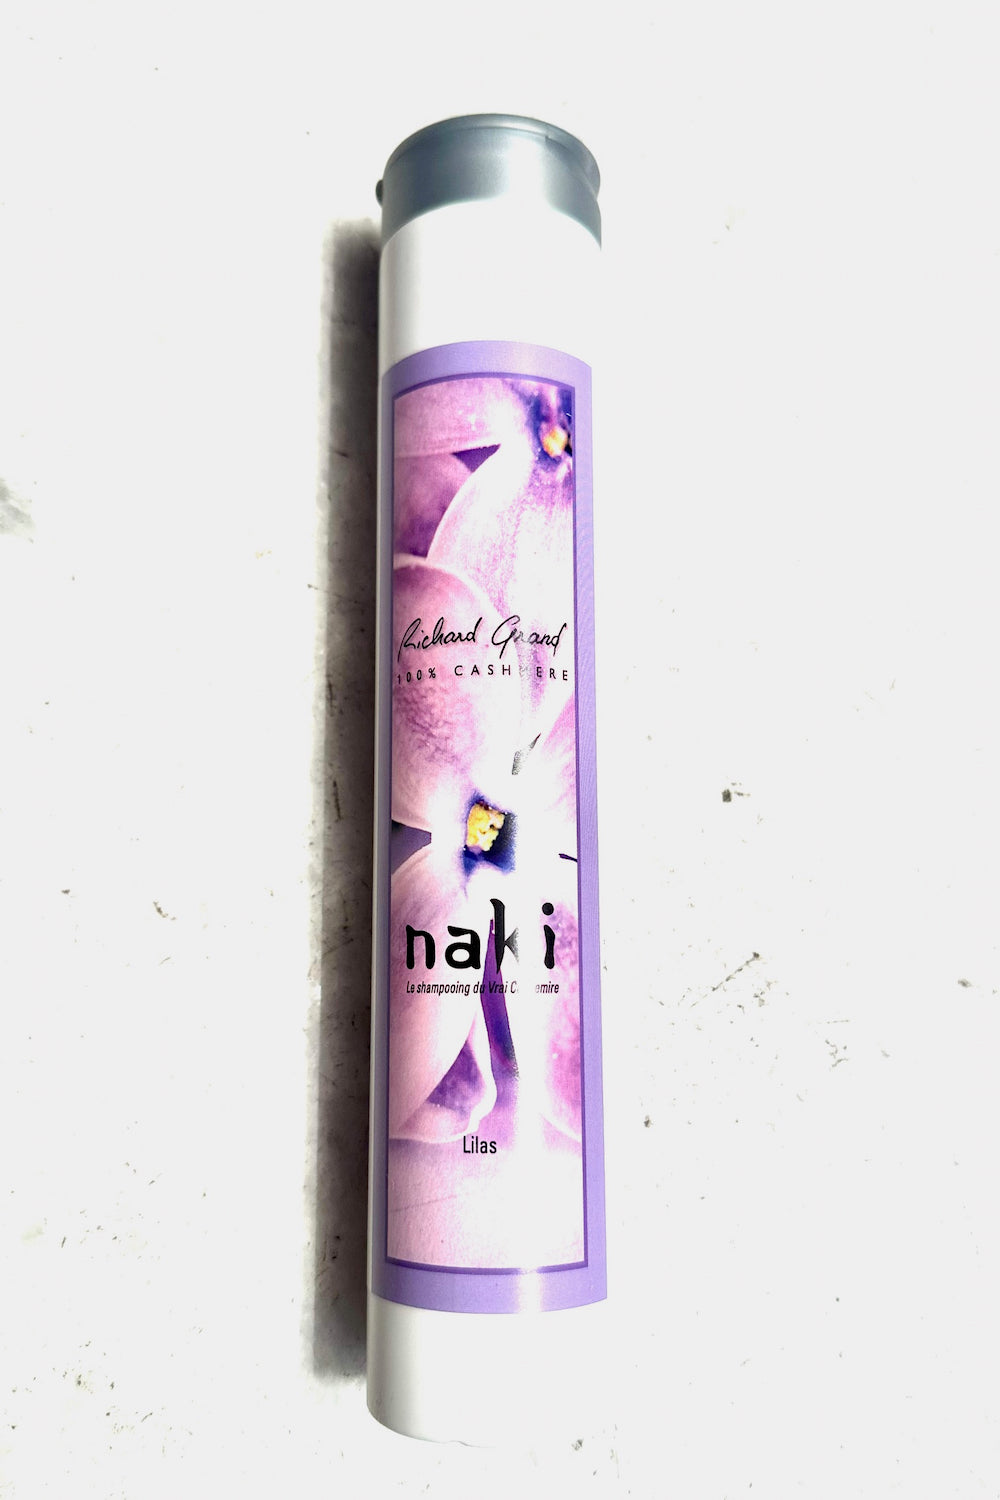 Richard Grand
100% CASHMERE
naki
Le shampooing du Vrai Cachemire
Lilas